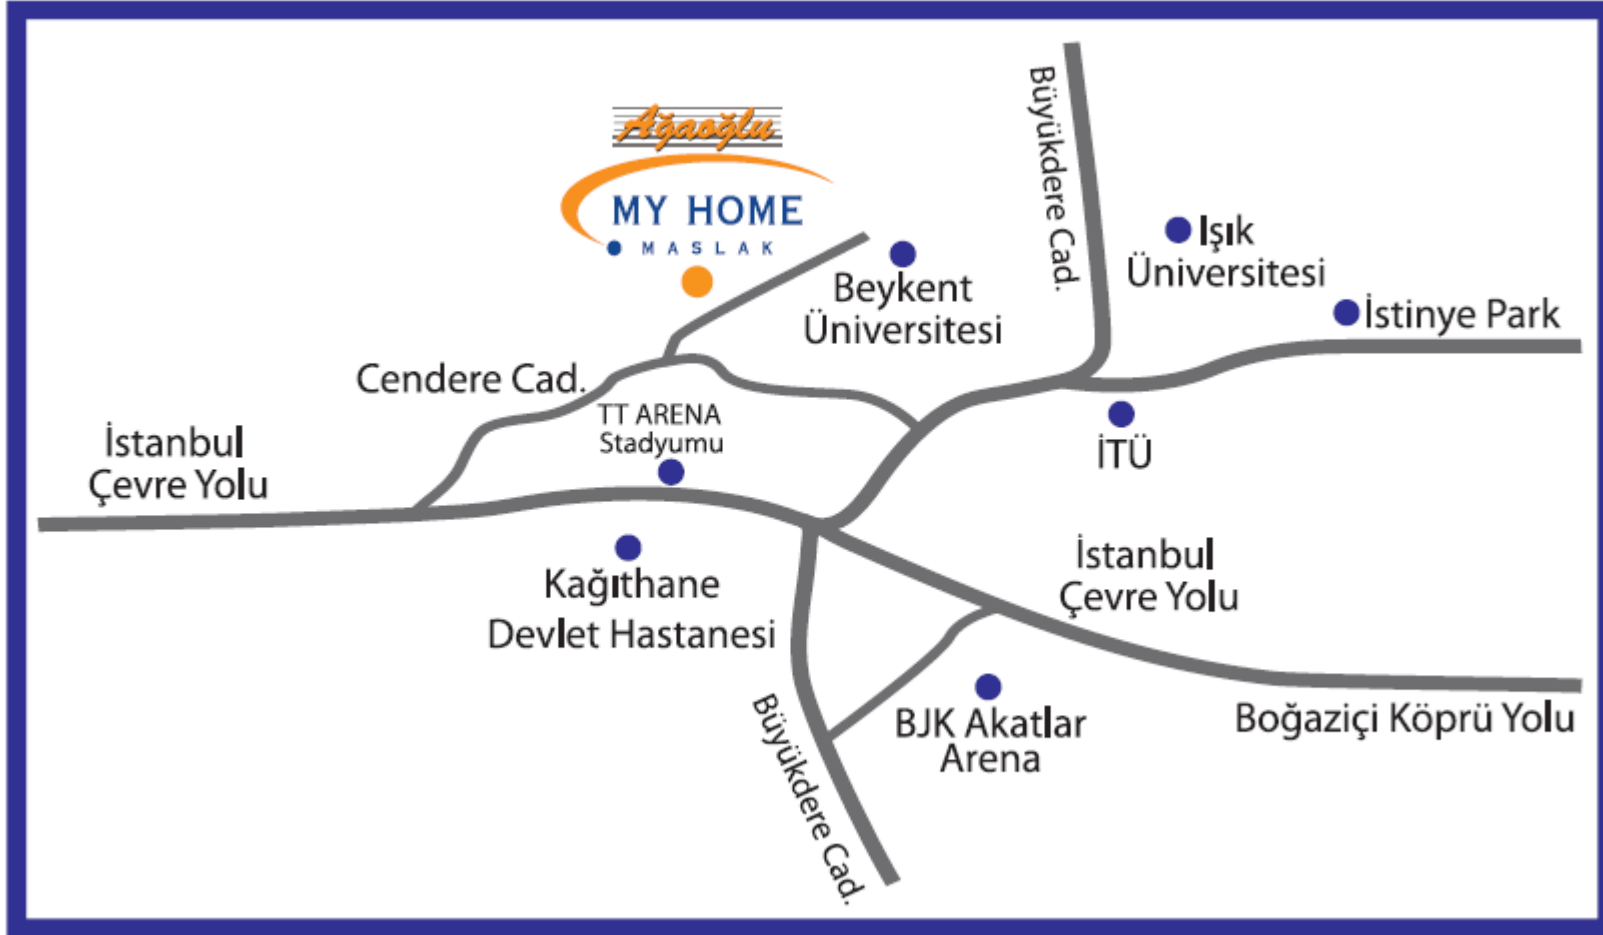 Ağaoğlu
MY HOME
MASLAK
Büyükdere Cad.
Işık
Üniversitesi
Beykent
Üniversitesi
İstinye Park
Cendere Cad.
TT ARENA
Stadyumu
İTÜ
İstanbul
Çevre Yolu
Kağıthane
Devlet Hastanesi
İstanbul
Çevre Yolu
Büyükdere Cad.
BJK Akatlar
Arena
Boğaziçi Köprü Yolu